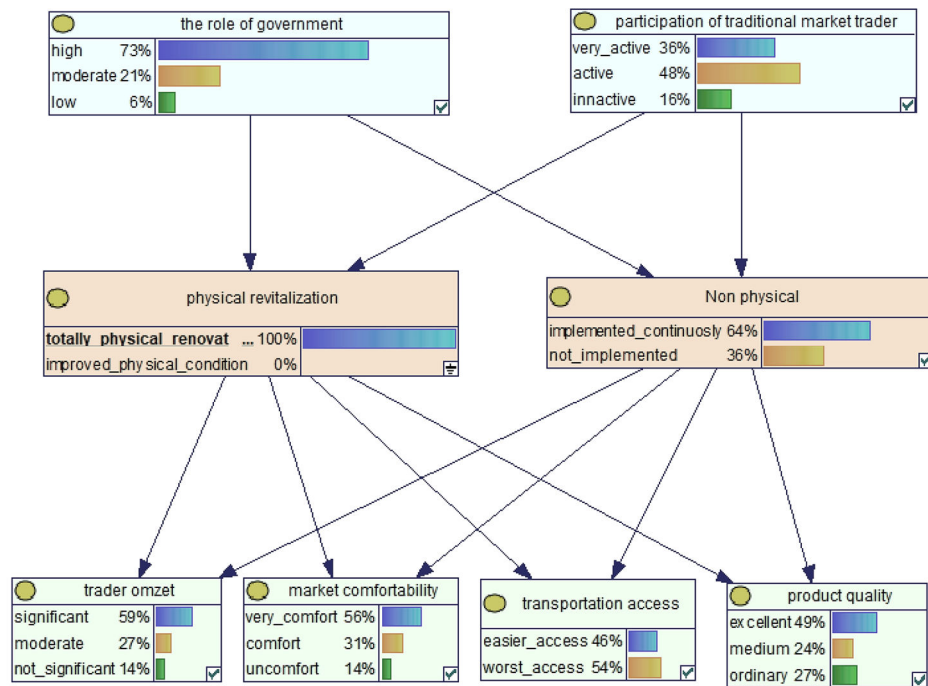 the role of government
high 73%
moderate 21%
low 6%
participation of traditional market trader
very_active 36%
active 48%
innactive 16%
physical revitalization
totally_physical_renovat ... 100%
improved_physical_condition 0%
Non physical
implemented_continuosly 64%
not_implemented 36%
trader omzet
significant 59%
moderate 27%
not_significant 14%
market comfortability
very_comfort 56%
comfort 31%
uncomfort 14%
transportation access
easier_access 46%
worst_access 54%
product quality
excellent 49%
medium 24%
ordinary 27%